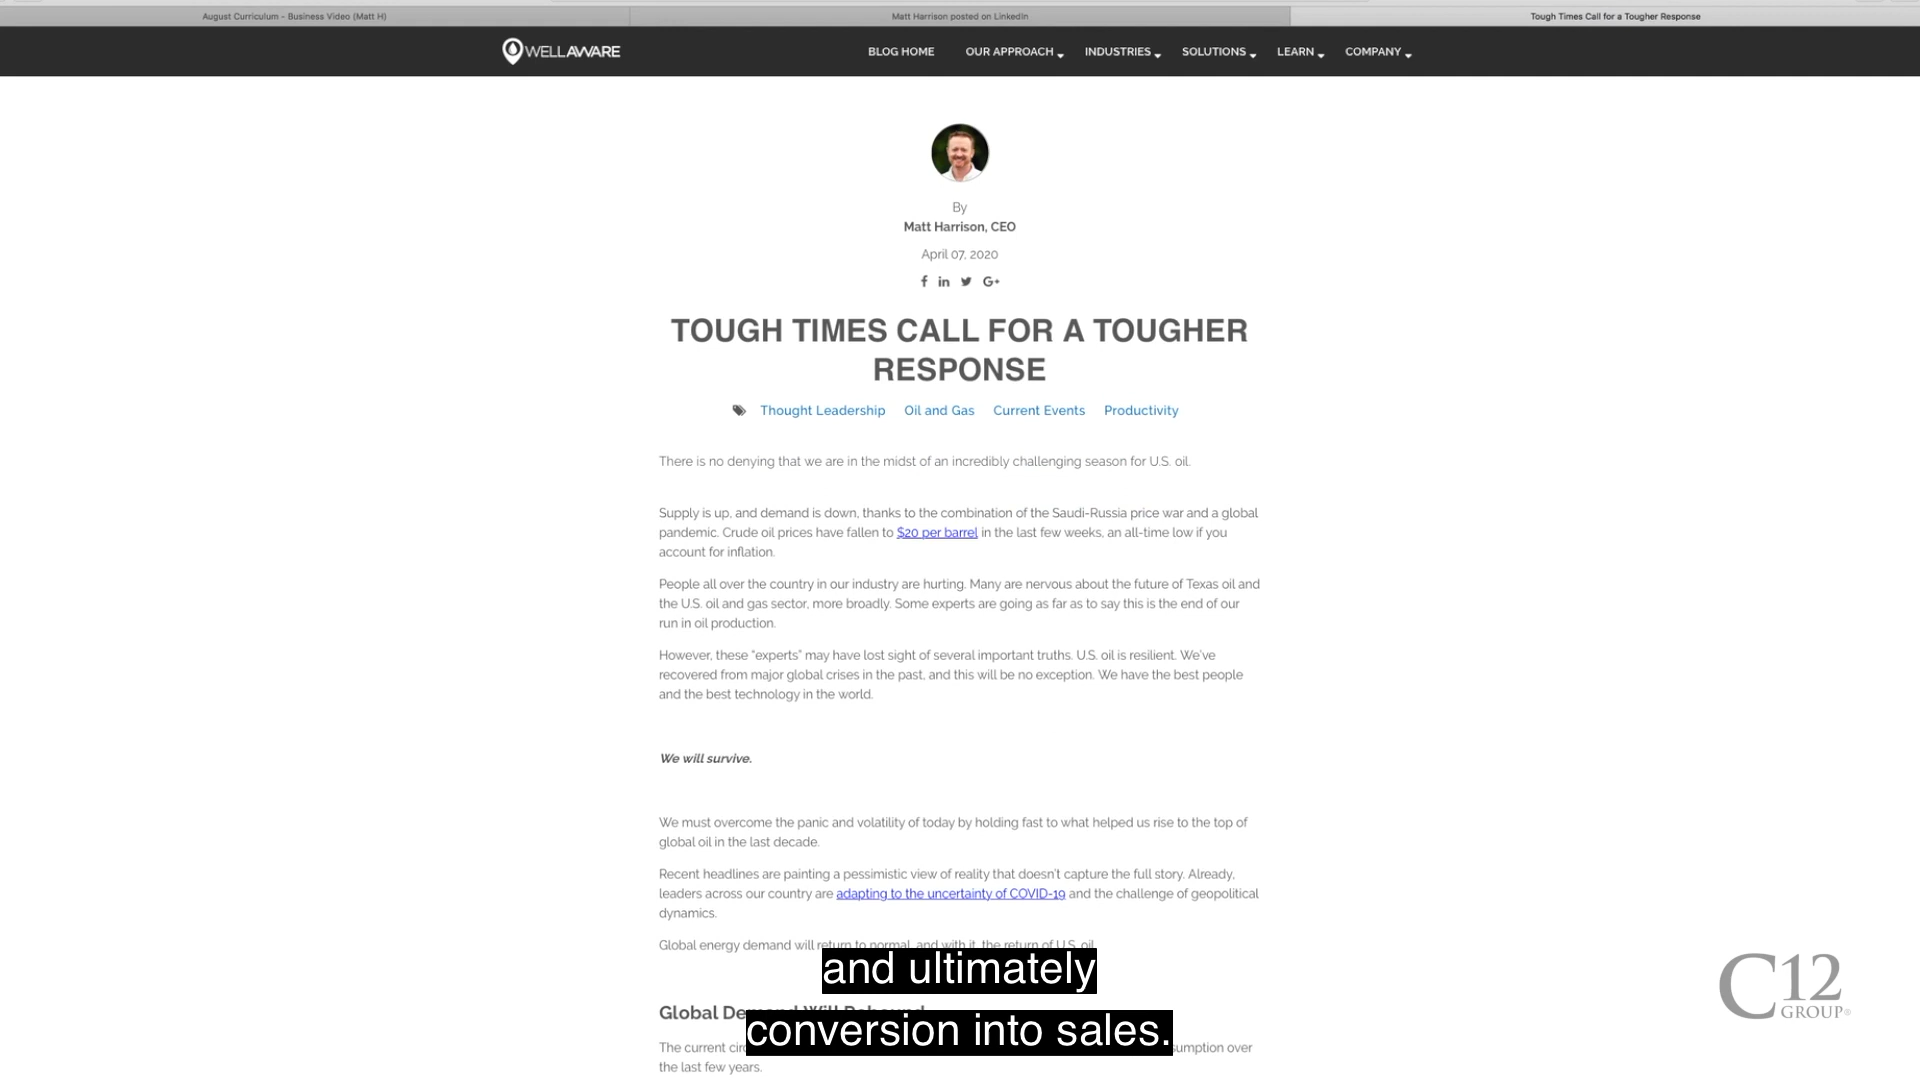 August Curriculum - Business Video (Matt H)
Matt Harrison posted on LinkedIn
Tough Times Call for a Tougher Response
WELLAWARE
BLOG HOME
OUR APPROACH
INDUSTRIES
SOLUTIONS
LEARN
COMPANY
By
Matt Harrison, CEO
April 07, 2020
TOUGH TIMES CALL FOR A TOUGHER
RESPONSE
Thought Leadership Oil and Gas Current Events Productivity
There is no denying that we are in the midst of an incredibly challenging season for U.S. oil.
Supply is up, and demand is down, thanks to the combination of the Saudi-Russia price war and a global
pandemic. Crude oil prices have fallen to $20 per barrel in the last few weeks, an all-time low if you
account for inflation.
People all over the country in our industry are hurting. Many are nervous about the future of Texas oil and
the U.S. oil and gas sector, more broadly. Some experts are going as far as to say this is the end of our
run in oil production.
However, these “experts” may have lost sight of several important truths. U.S. oil is resilient. We’ve
recovered from major global crises in the past, and this will be no exception. We have the best people
and the best technology in the world.
We will survive.
We must overcome the panic and volatility of today by holding fast to what helped us rise to the top of
global oil in the last decade.
Recent headlines are painting a pessimistic view of reality that doesn’t capture the full story. Already,
leaders across our country are adapting to the uncertainty of COVID-19 and the challenge of geopolitical
dynamics.
Global energy demand will return to normal, and with it, the return of U.S. oil.
and ultimately
Global Demand Will Rebound
conversion into sales.
The current
the last few years.
C12
GROUP®